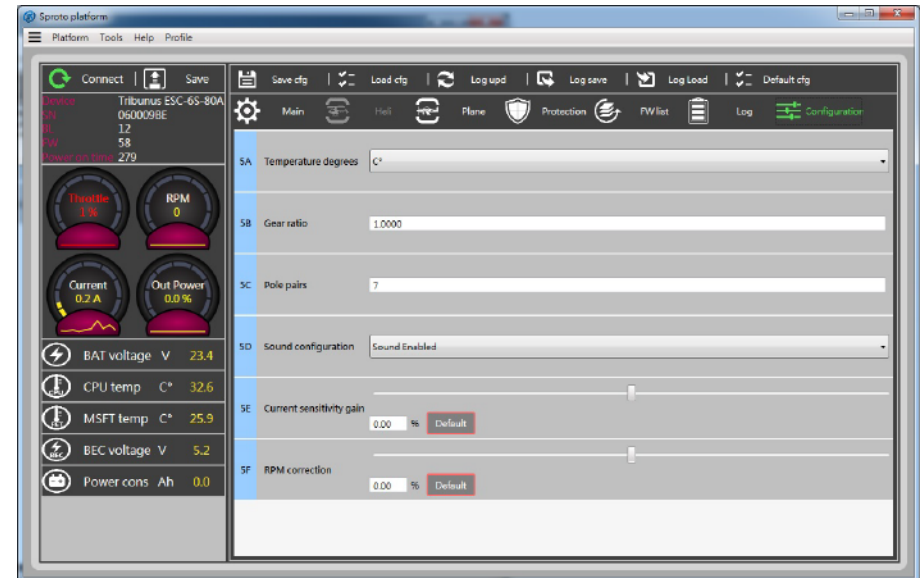 Sproto platform
Platform Tools Help Profile
Connect | Save
Save cfg | Load cfg | Log upd | Log save | Log Load | Default cfg
Device Tribunus ESC-6S-80A
SN 060009BE
BL 12
FW 58
Power on time 279
Main Heli Plane Protection FW list Log Configuration
Throttle
1 %
RPM
0
Current
0.2 A
Out Power
0.0 %
BAT voltage V 23.4
CPU temp C° 32.6
MSFT temp C° 25.9
BEC voltage V 5.2
Power cons Ah 0.0
5A Temperature degrees C°
5B Gear ratio 1.0000
5C Pole pairs 7
5D Sound configuration Sound Enabled
5E Current sensitivity gain
0.00 % Default
5F RPM correction
0.00 % Default